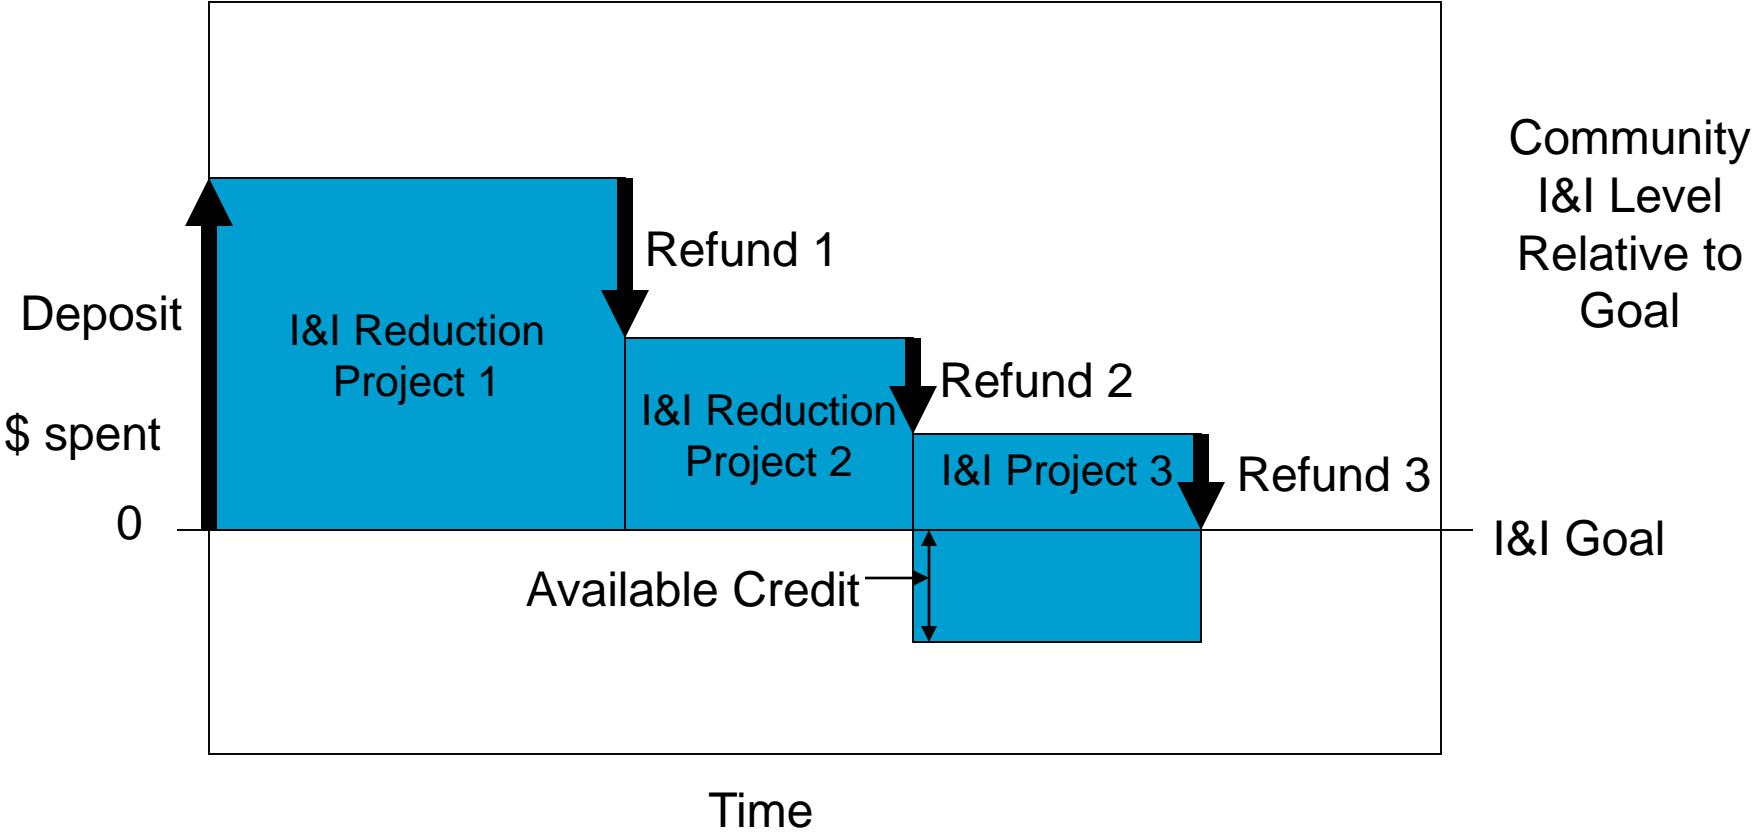 Community
I&I Level
Relative to
Goal
Refund 1
Deposit
I&I Reduction
Project 1
Refund 2
I&I Reduction
Project 2
$ spent
I&I Project 3
Refund 3
0
I&I Goal
Available Credit
Time